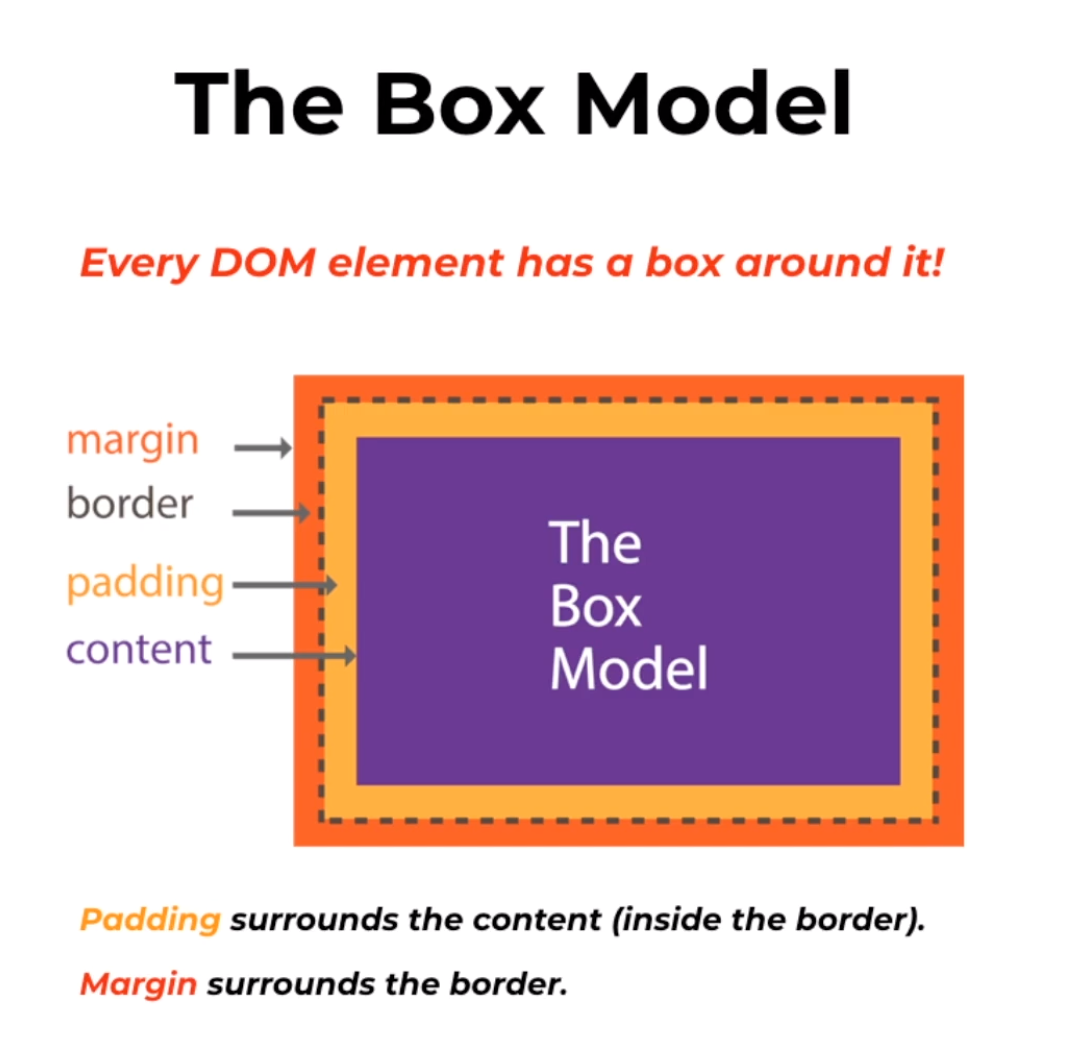 The Box Model
Every DOM element has a box around it!
margin
border
padding
content
The
Box
Model
Padding surrounds the content (inside the border).
Margin surrounds the border.